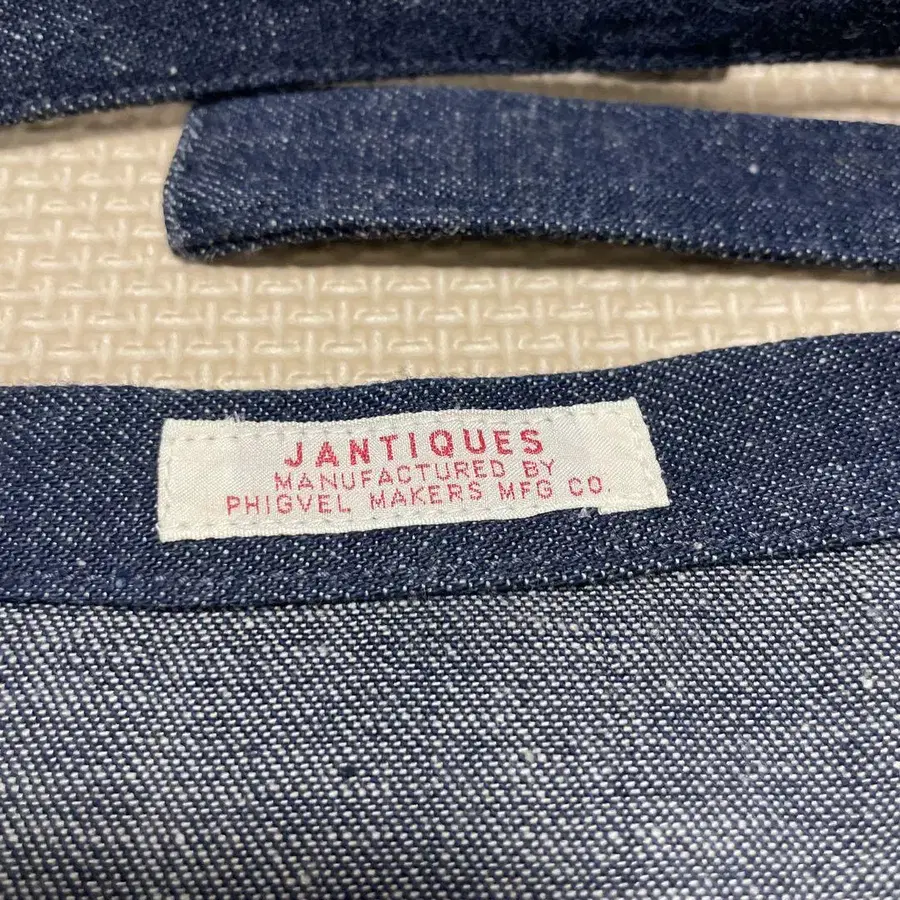 JANTIQUES
MANUFACTURED BY
PHIGVEL MAKERS MFG CO.